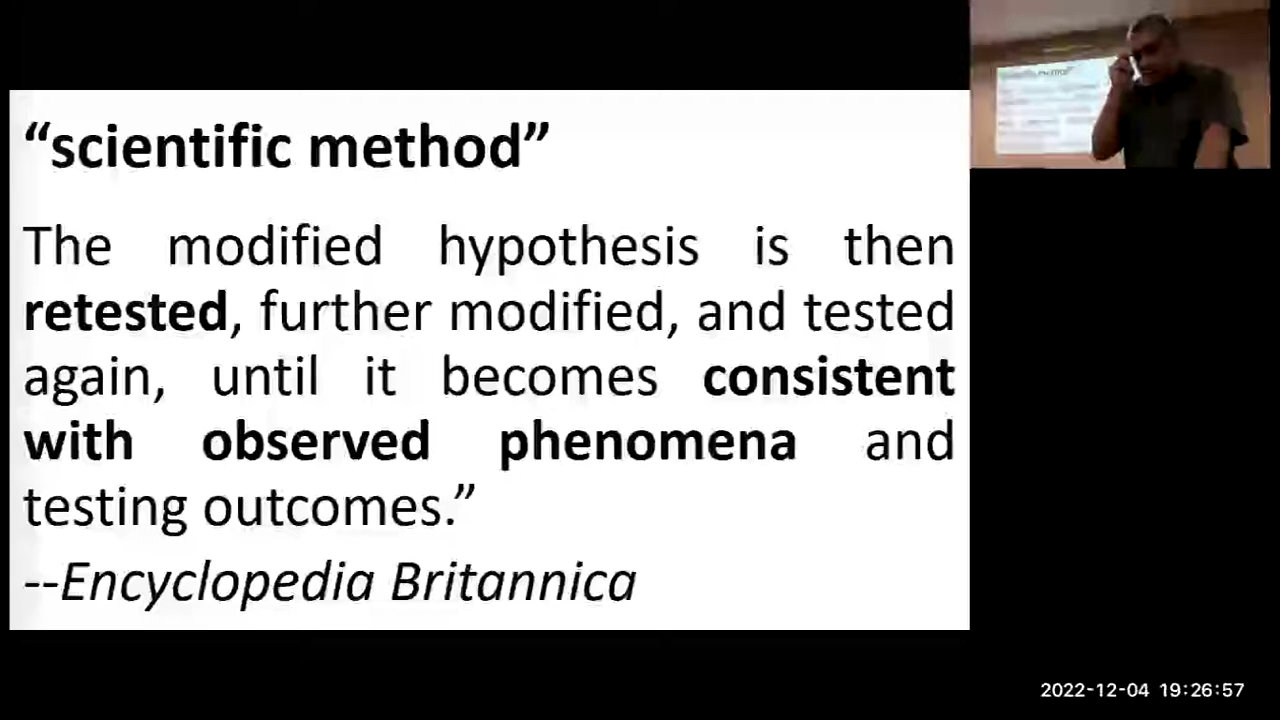 “scientific method”
The modified hypothesis is then
retested, further modified, and tested
again, until it becomes consistent
with observed phenomena and
testing outcomes.”
--Encyclopedia Britannica
2022-12-04 19:26:57